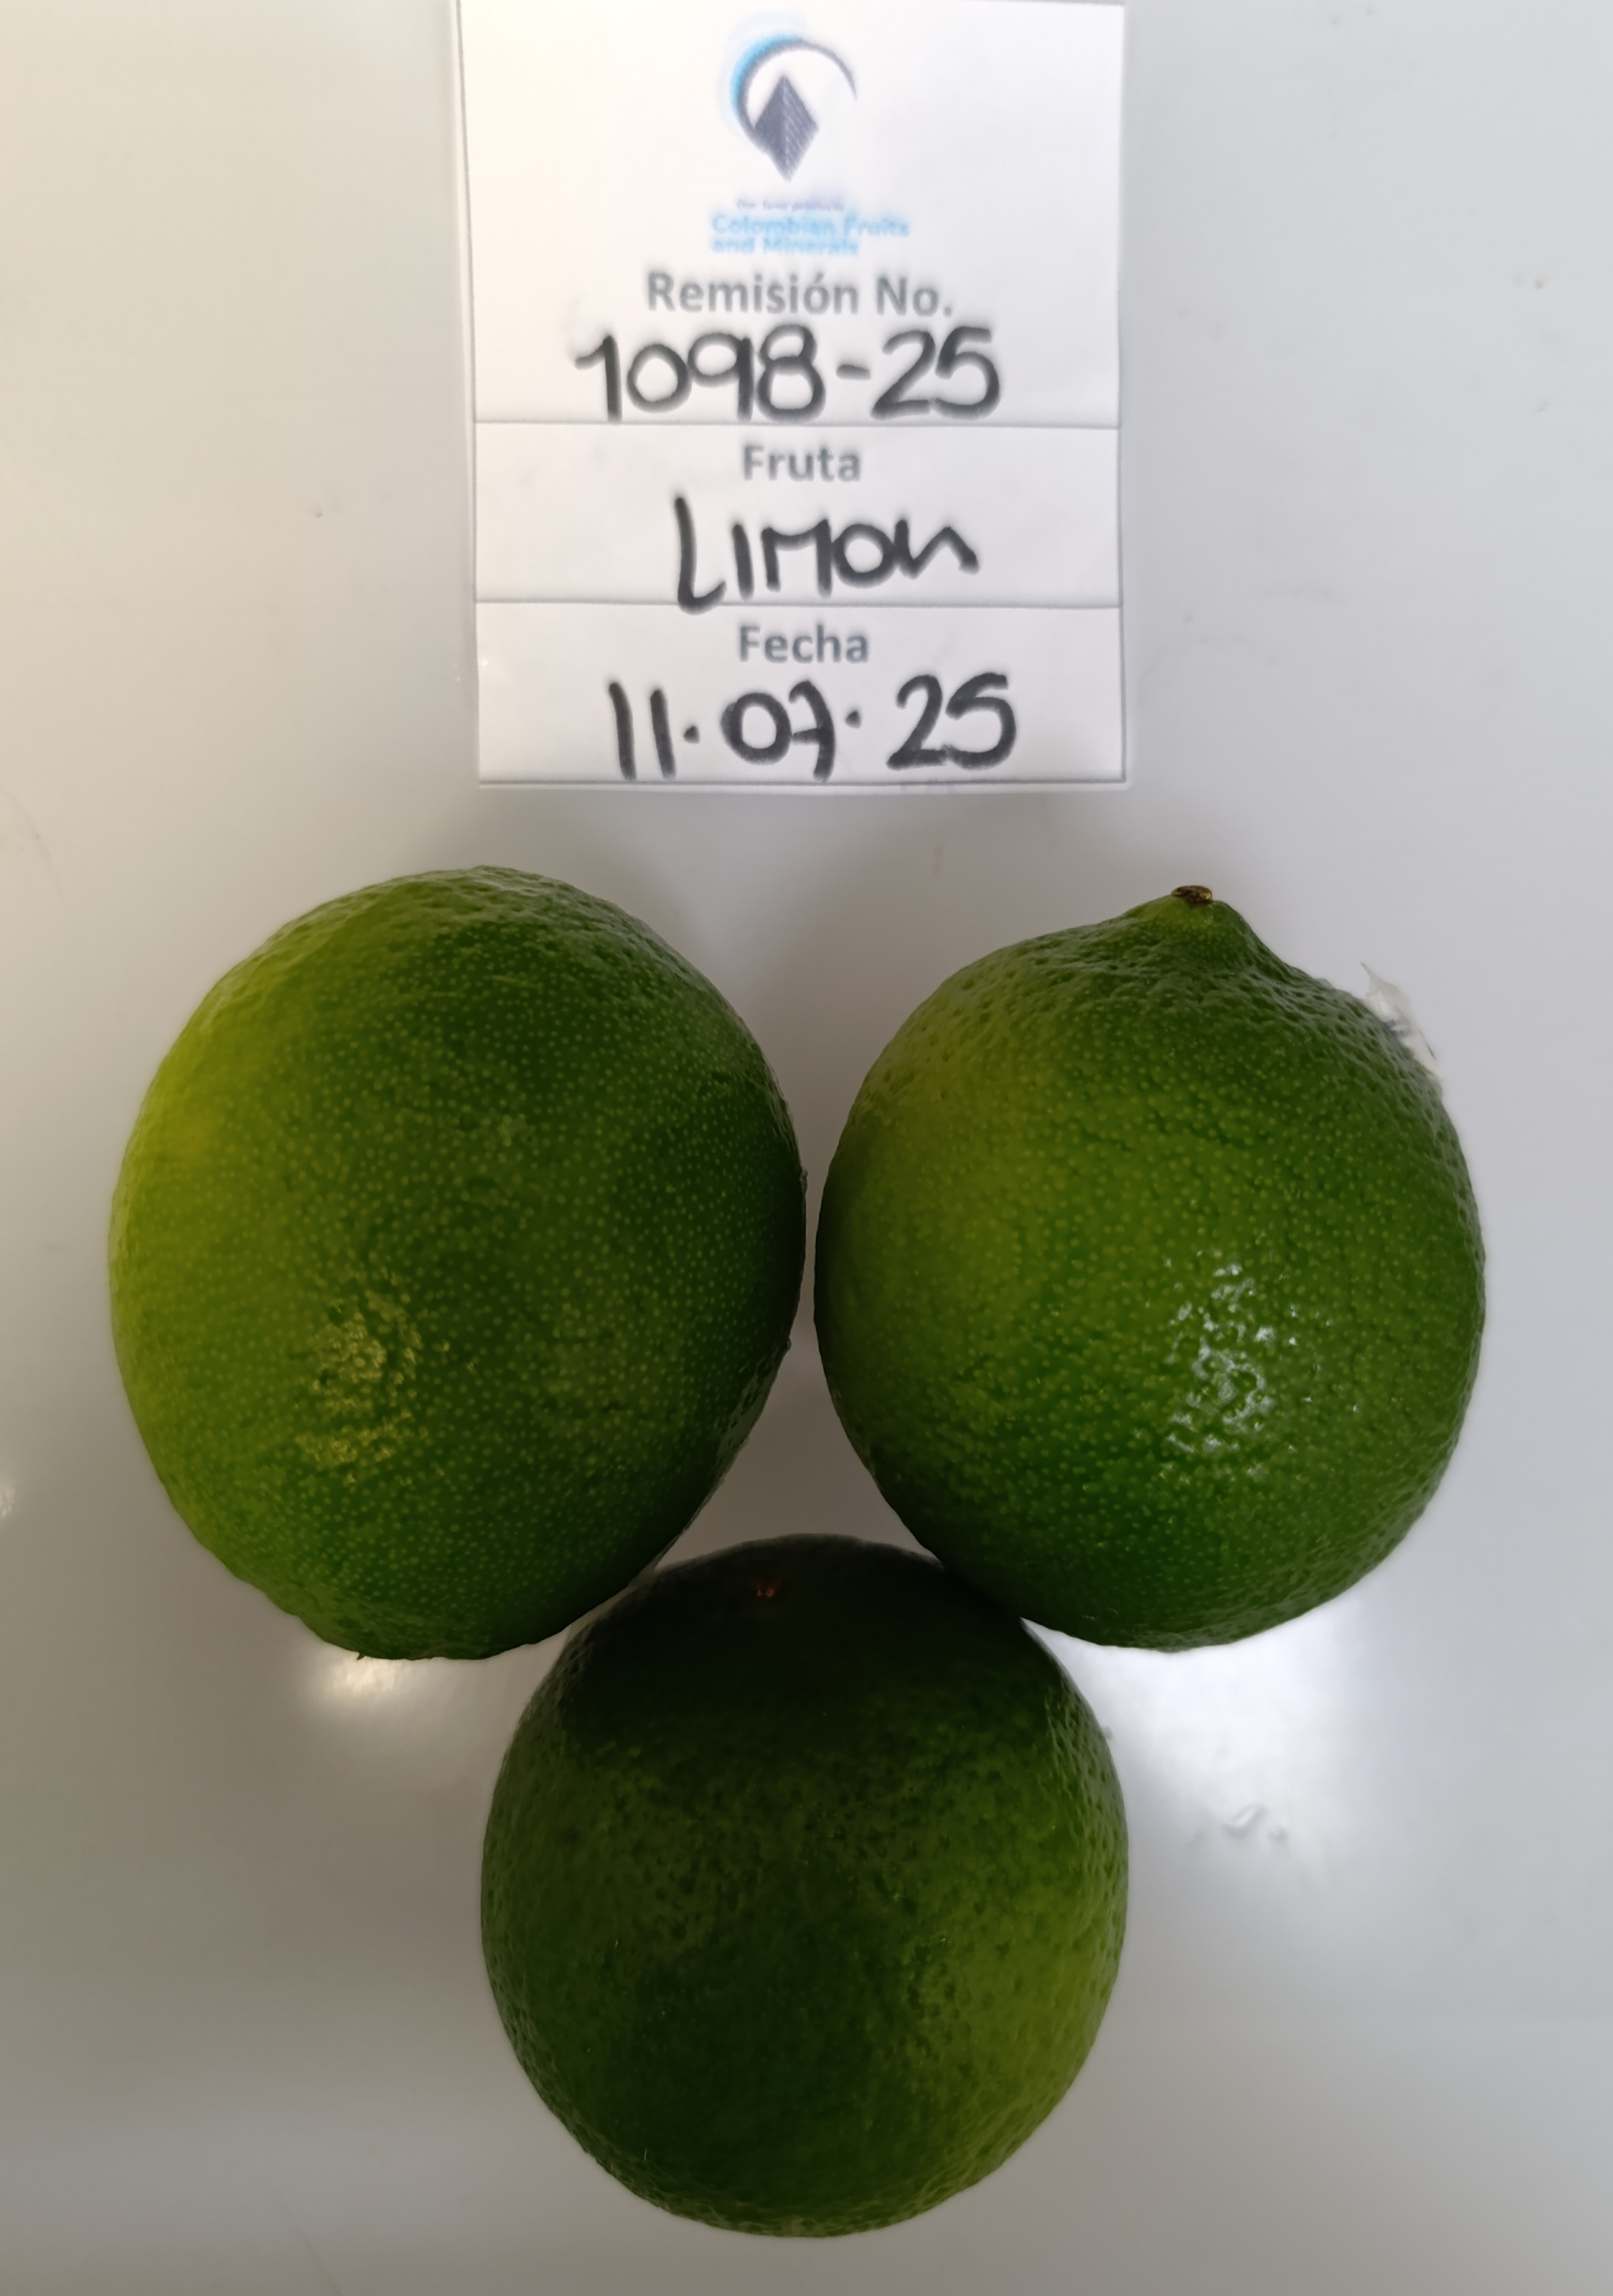 Colombian Fruits
and Minerals
Remisión No.
1098-25
Fruta
LIMON
Fecha
11·07·25